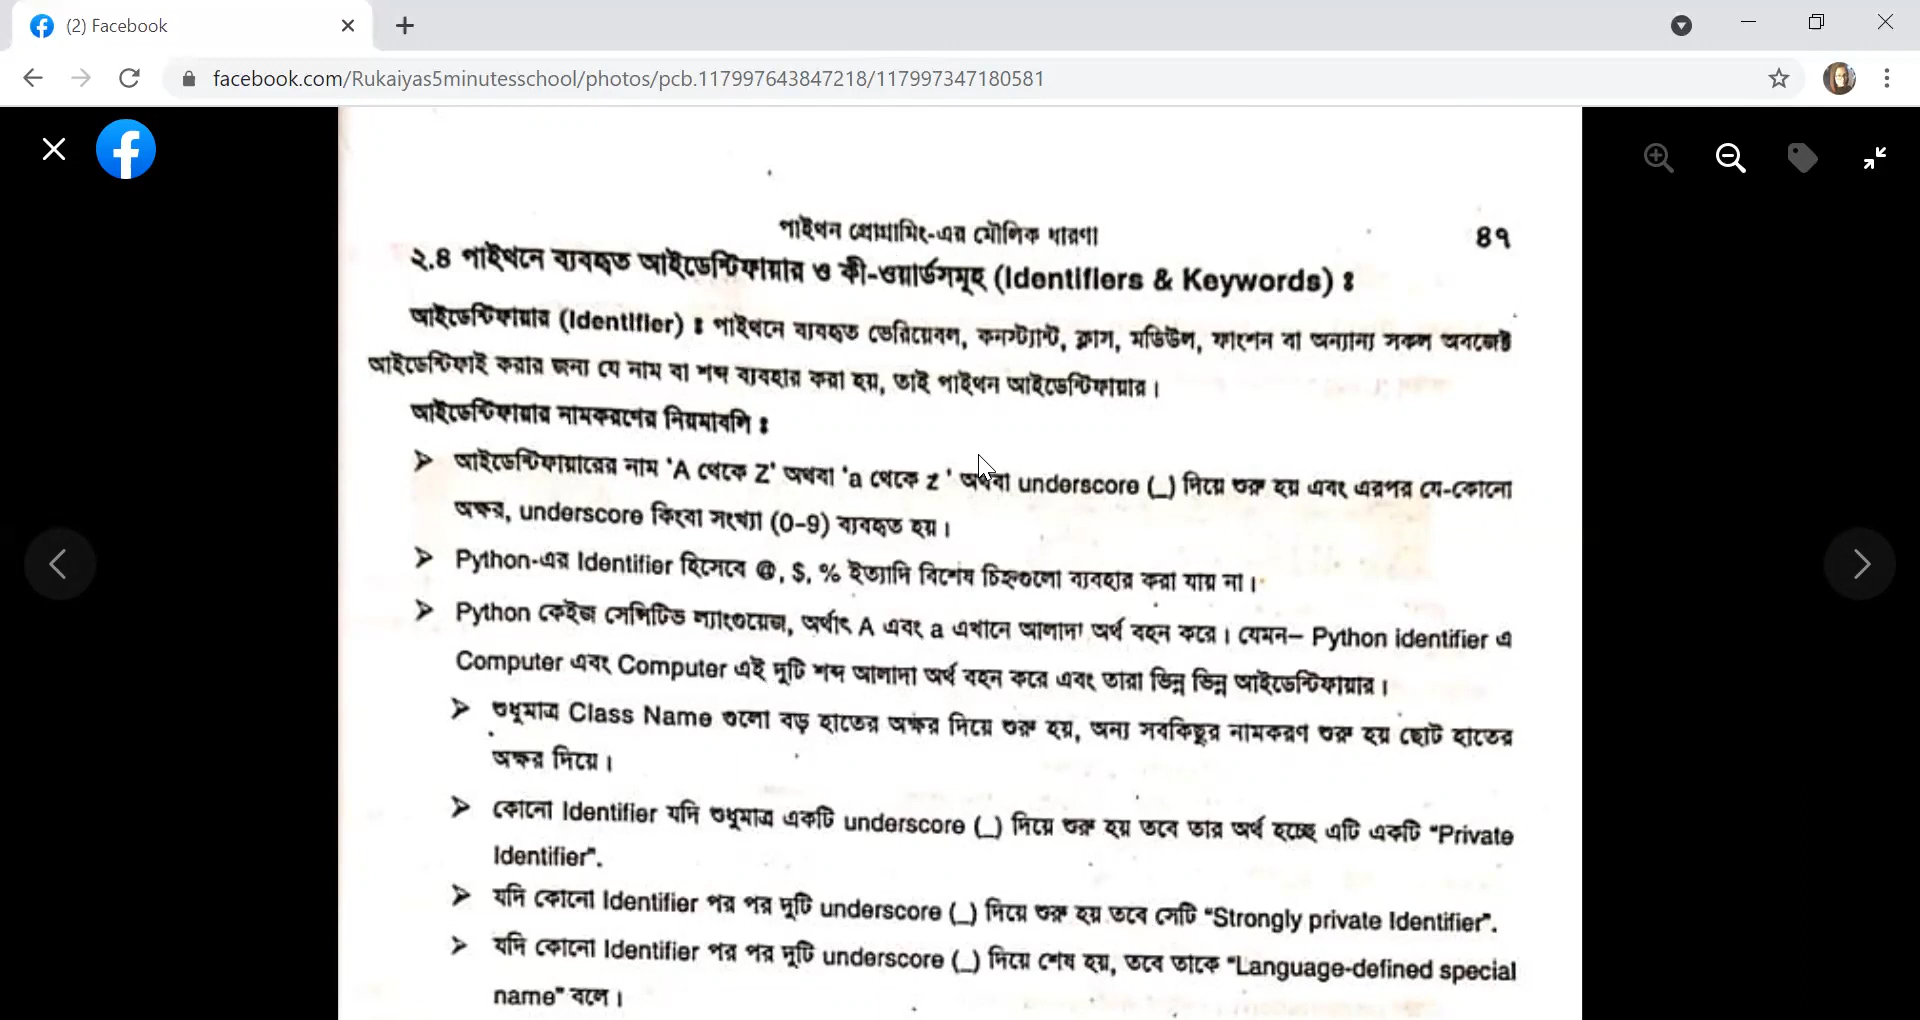 (2) Facebook
facebook.com/Rukaiyas5minutesschool/photos/pcb.117997643847218/117997347180581
পাইথন প্রোগ্রামিং-এর মৌলিক ধারণা
৪৭
২.৪ পাইথনে ব্যবহৃত আইডেন্টিফায়ার ও কী-ওয়ার্ডসমূহ (Identifiers & Keywords) ঃ
আইডেন্টিফায়ার (Identifier) ঃ পাইথনে ব্যবহৃত ভেরিয়েবল, কনস্ট্যান্ট, ক্লাস, মডিউল, ফাংশন বা অন্যান্য সকল অবজেক্ট
আইডেন্টিফাই করার জন্য যে নাম বা শব্দ ব্যবহার করা হয়, তাই পাইথন আইডেন্টিফায়ার।
আইডেন্টিফায়ার নামকরণের নিয়মাবলি ঃ
➢ আইডেন্টিফায়ারের নাম 'A থেকে Z' অথবা 'a থেকে z ' অথবা underscore (_) দিয়ে শুরু হয় এবং এরপর যে-কোনো
অক্ষর, underscore কিংবা সংখ্যা (0-9) ব্যবহৃত হয়।
➢ Python-এর Identifier হিসেবে @, $, % ইত্যাদি বিশেষ চিহ্নগুলো ব্যবহার করা যায় না।
➢ Python কেইজ সেন্সিটিভ ল্যাংগুয়েজ, অর্থাৎ A এবং a এখানে আলাদা অর্থ বহন করে। যেমন– Python identifier এ
Computer এবং Computer এই দুটি শব্দ আলাদা অর্থ বহন করে এবং তারা ভিন্ন ভিন্ন আইডেন্টিফায়ার।
➢ শুধুমাত্র Class Name গুলো বড় হাতের অক্ষর দিয়ে শুরু হয়, অন্য সবকিছুর নামকরণ শুরু হয় ছোট হাতের
অক্ষর দিয়ে।
➢ কোনো Identifier যদি শুধুমাত্র একটি underscore (_) দিয়ে শুরু হয় তবে তার অর্থ হচ্ছে এটি একটি "Private
Identifier".
➢ যদি কোনো Identifier পর পর দুটি underscore (_) দিয়ে শুরু হয় তবে সেটি "Strongly private Identifier".
➢ যদি কোনো Identifier পর পর দুটি underscore (_) দিয়ে শেষ হয়, তবে তাকে "Language-defined special
name" বলে।